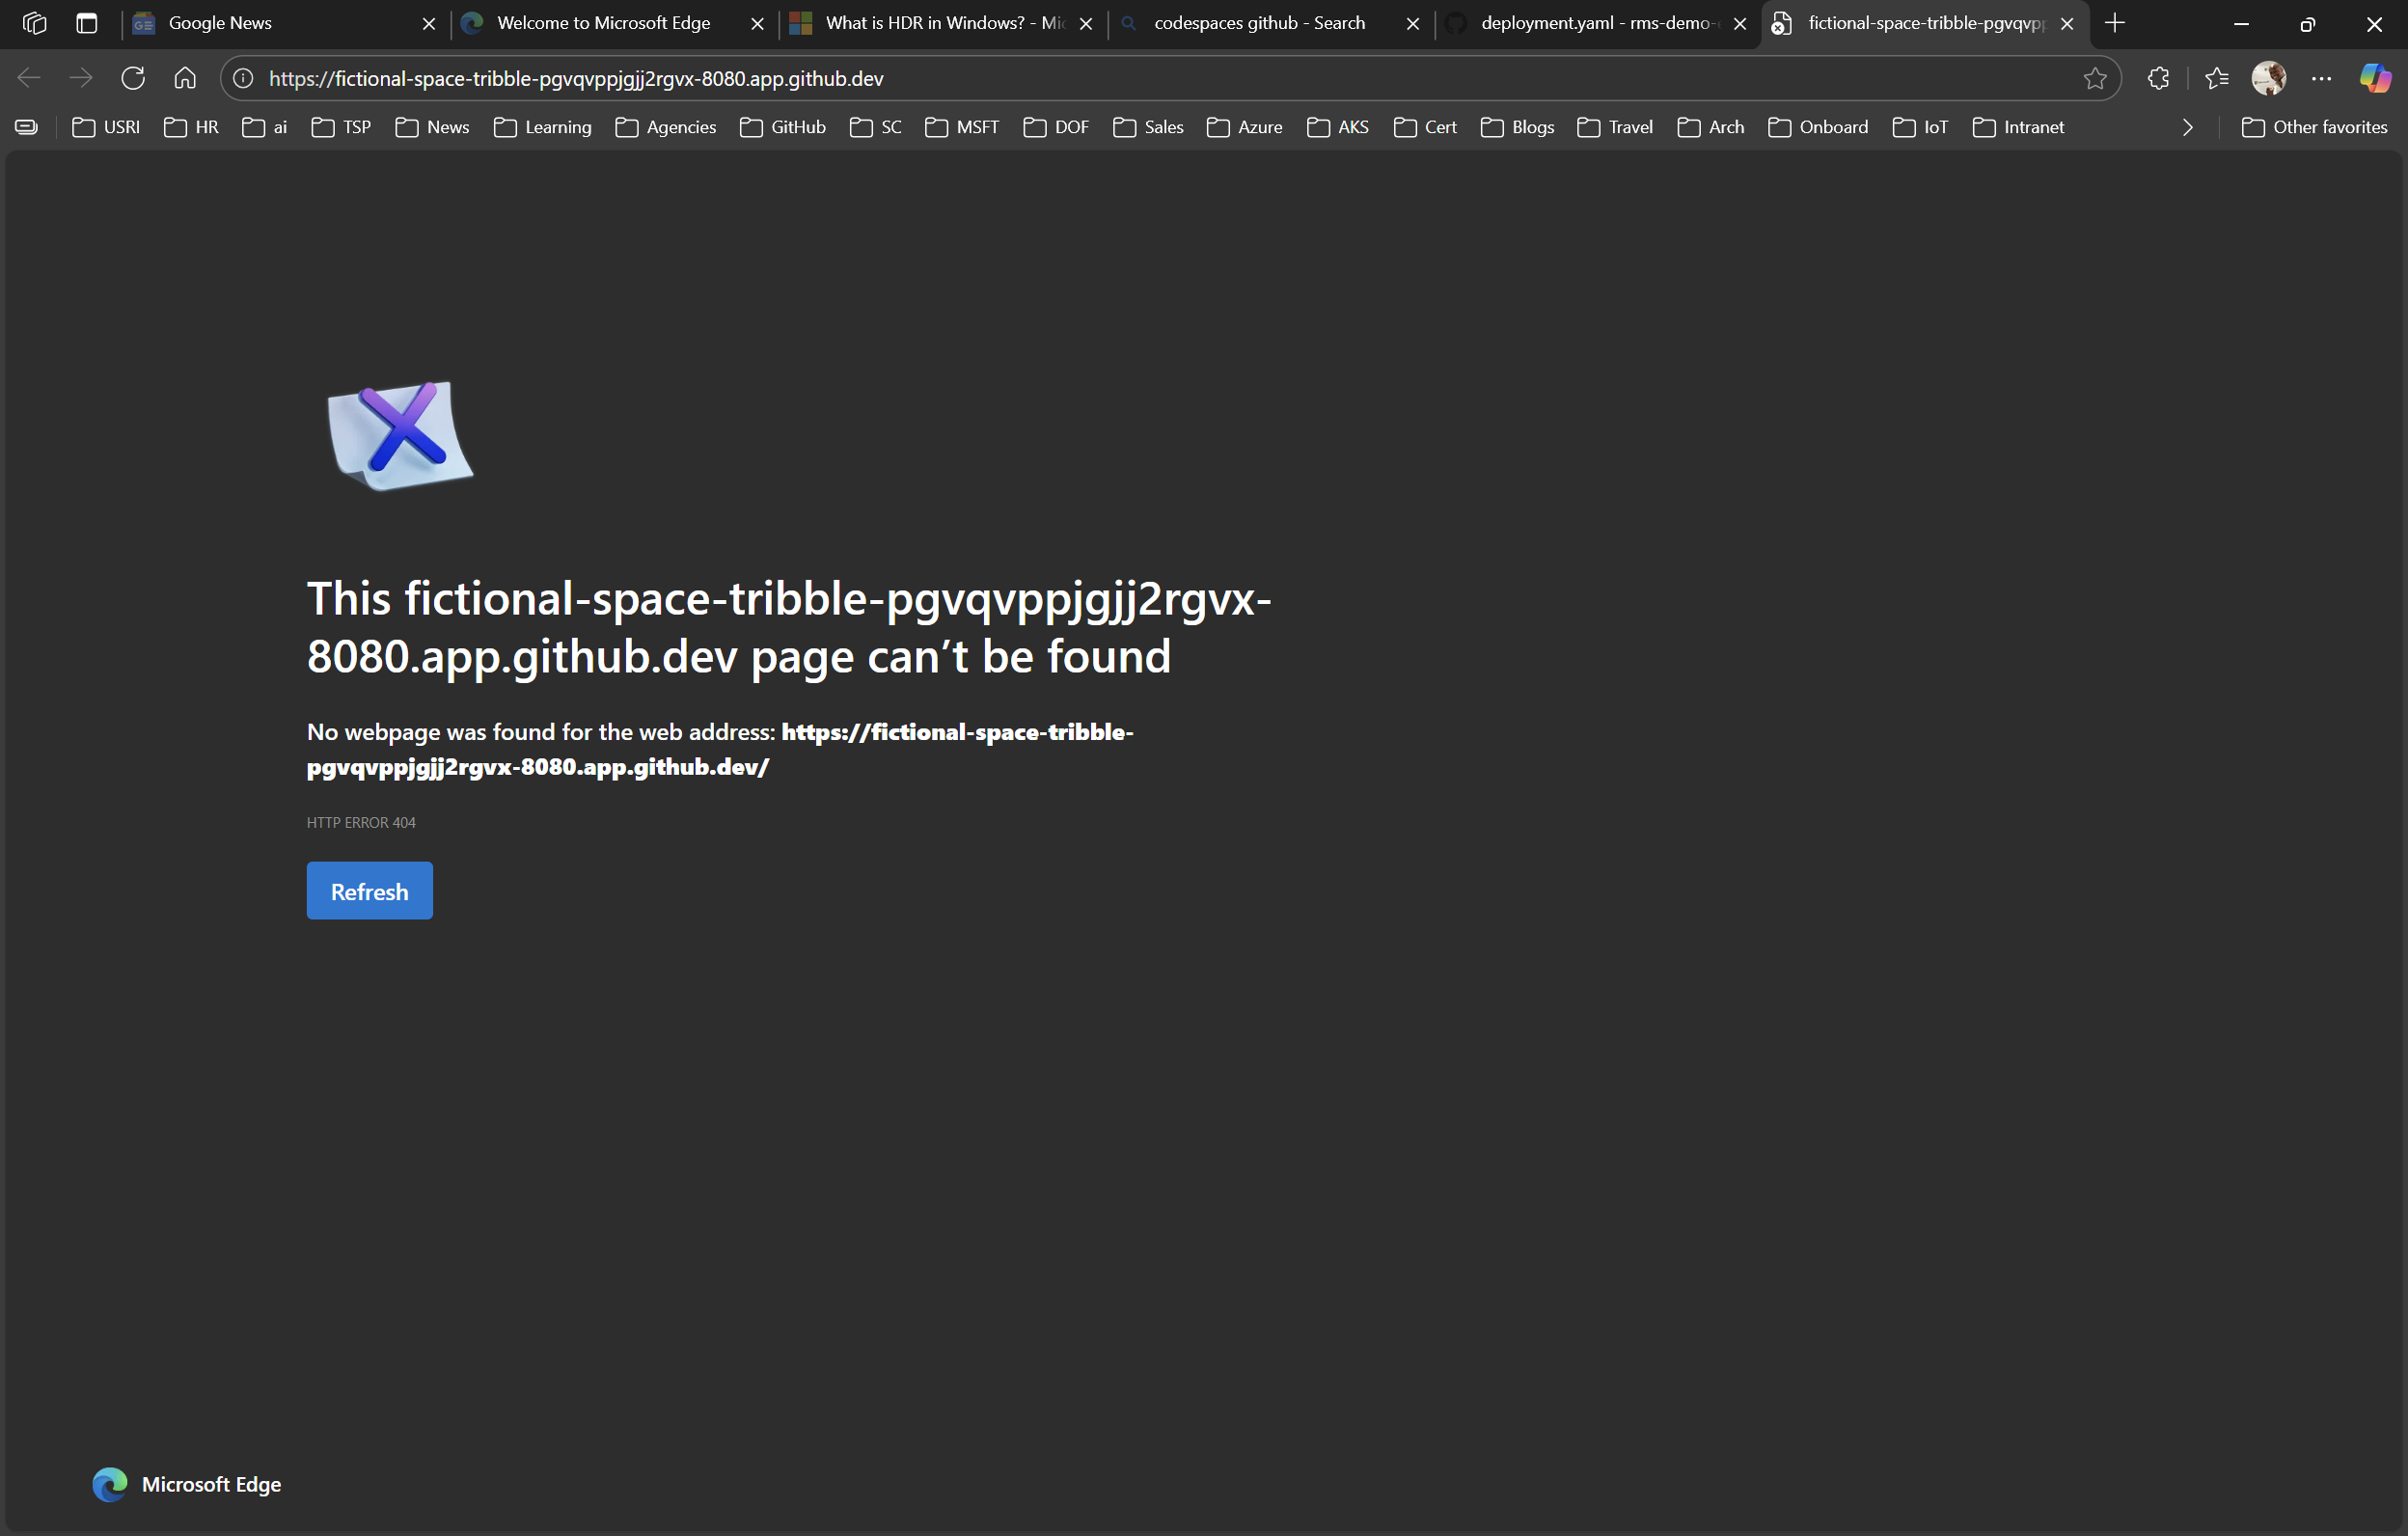 Google News
Welcome to Microsoft Edge
What is HDR in Windows? - Mic
codespaces github - Search
deployment.yaml - rms-demo-
fictional-space-tribble-pgvqvpp
https://fictional-space-tribble-pgvqvppjgjj2rgvx-8080.app.github.dev
USRI
HR
ai
TSP
News
Learning
Agencies
GitHub
SC
MSFT
DOF
Sales
Azure
AKS
Cert
Blogs
Travel
Arch
Onboard
IoT
Intranet
Other favorites
This fictional-space-tribble-pgvqvppjgjj2rgvx-
8080.app.github.dev page can’t be found
No webpage was found for the web address: https://fictional-space-tribble-
pgvqvppjgjj2rgvx-8080.app.github.dev/
HTTP ERROR 404
Refresh
Microsoft Edge